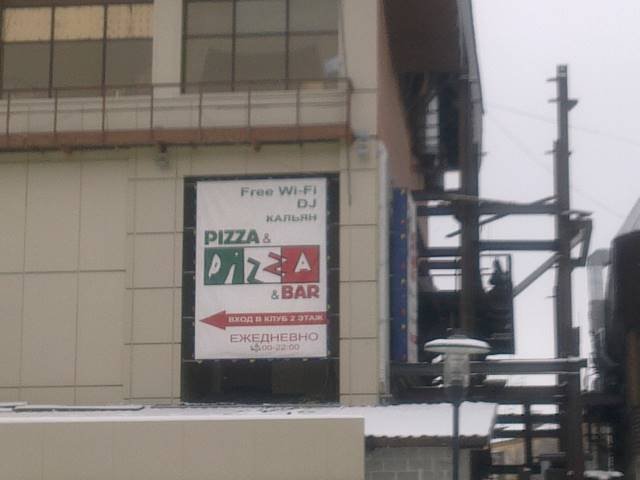 Free Wi-Fi
DJ
КАЛЬЯН
PIZZA &
PiZZA
& BAR
ВХОД В КЛУБ 2 ЭТАЖ
ЕЖЕДНЕВНО